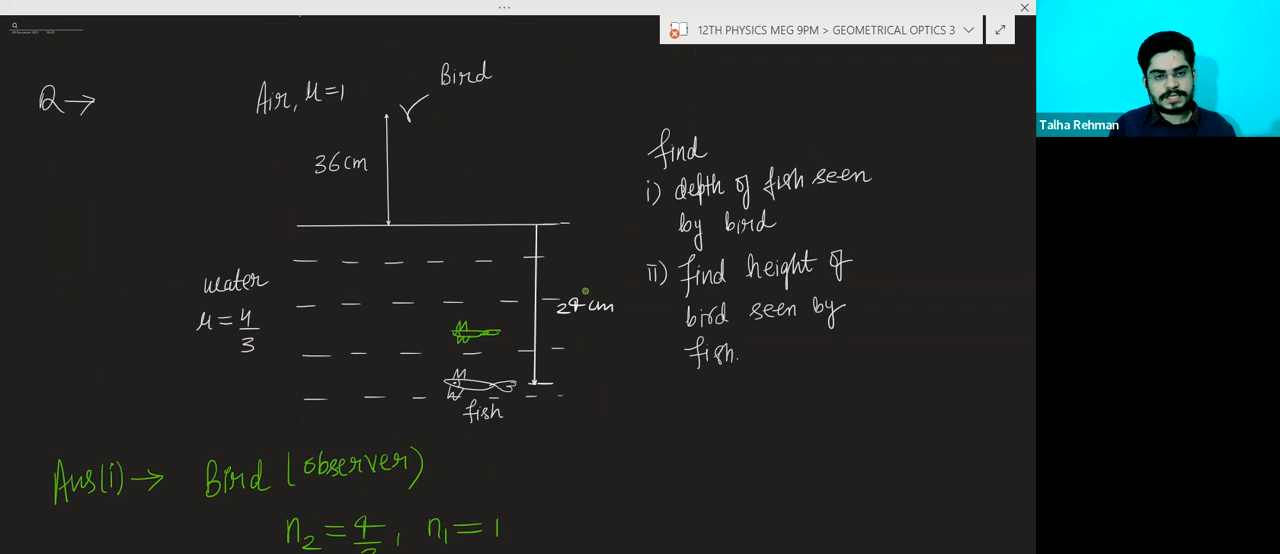 12TH PHYSICS MEG 9PM > GEOMETRICAL OPTICS 3
Talha Rehman
Q →
Air, μ=1
Bird
36cm
water
μ = 4/3
24 cm
fish
find
i) depth of fish seen
by bird
ii) find height of
bird seen by
fish.
Ans(i) → Bird (observer)
n₂ = 4/3, n₁ = 1